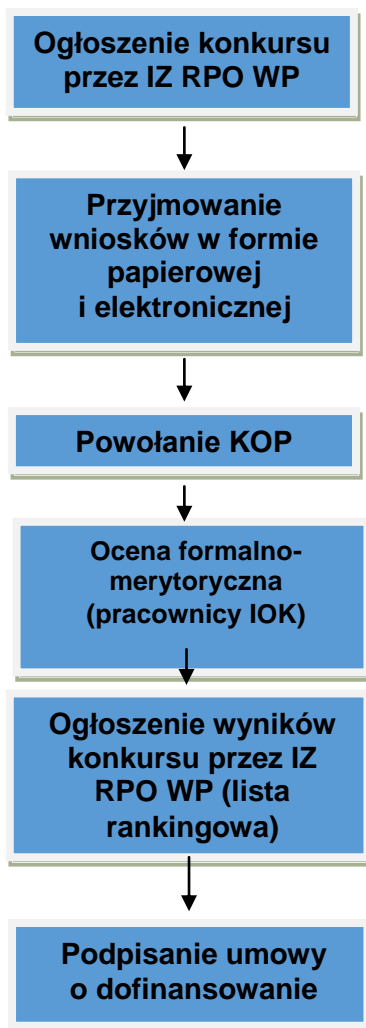 Ogłoszenie konkursu
przez IZ RPO WP
Przyjmowanie
wniosków w formie
papierowej
i elektronicznej
Powołanie KOP
Ocena formalno-
merytoryczna
(pracownicy IOK)
Ogłoszenie wyników
konkursu przez IZ
RPO WP (lista
rankingowa)
Podpisanie umowy
o dofinansowanie